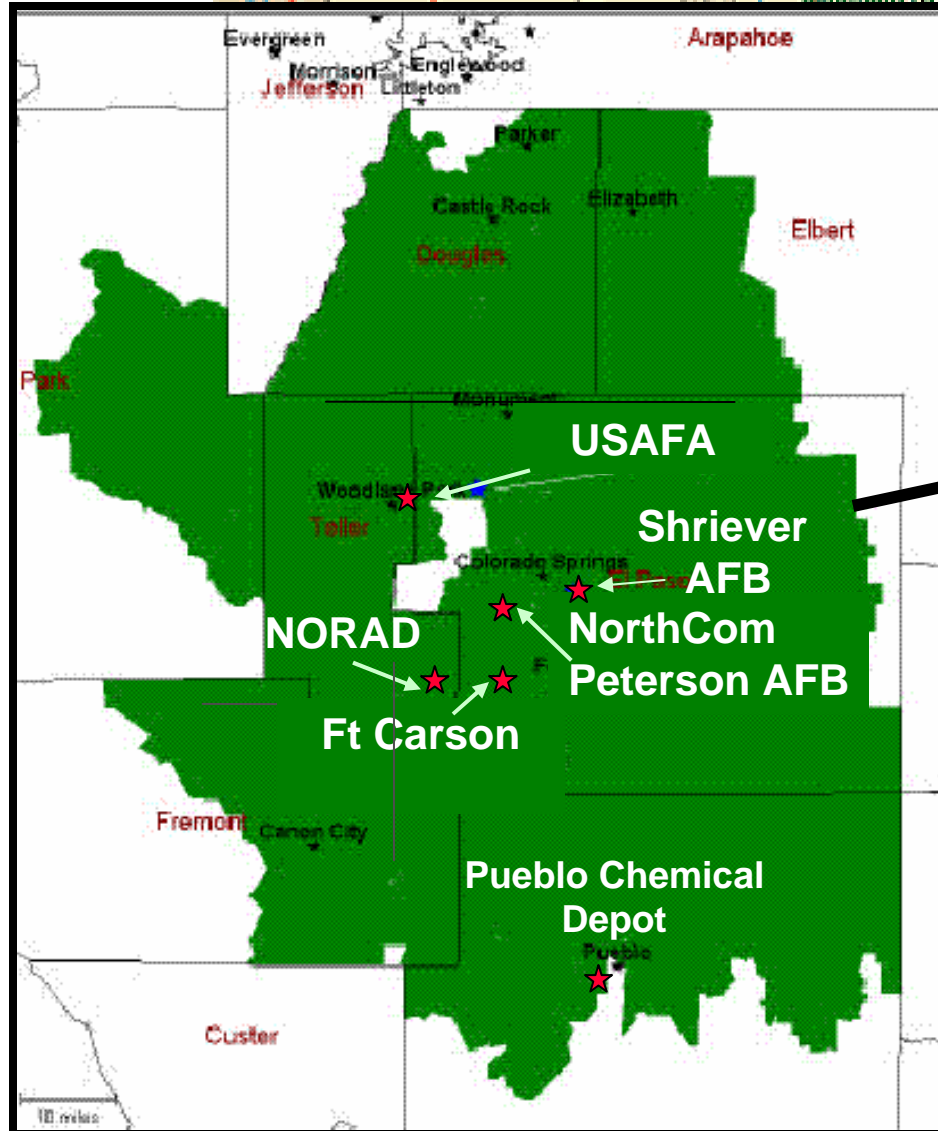 Evergreen
Arapahoe
Morrison
Englewood
Jefferson
Littleton
Parker
Castle Rock
Elizabeth
Elbert
Douglas
Park
Monument
USAFA
Woodland Park
Teller
Shriever
AFB
Colorado Springs
El Paso
NORAD
NorthCom
Peterson AFB
Ft Carson
Fremont
Canon City
Pueblo Chemical
Depot
Pueblo
Custer
10 miles